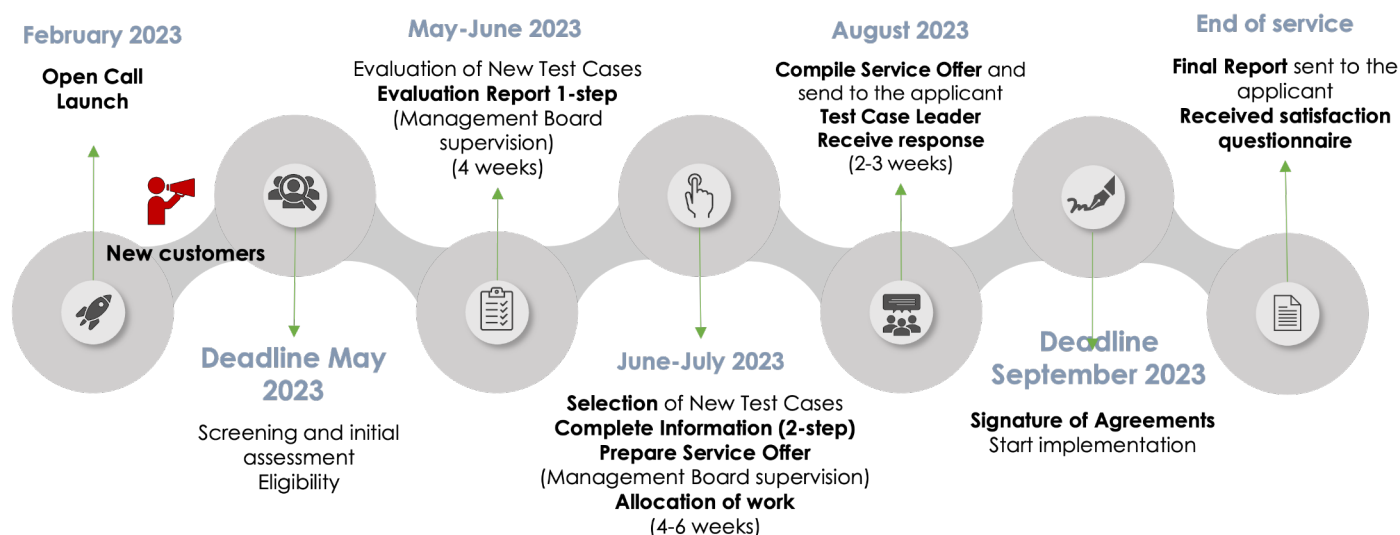 February 2023
Open Call
Launch
New customers
Deadline May
2023
Screening and initial
assessment
Eligibility
May-June 2023
Evaluation of New Test Cases
Evaluation Report 1-step
(Management Board
supervision)
(4 weeks)
June-July 2023
Selection of New Test Cases
Complete Information (2-step)
Prepare Service Offer
(Management Board supervision)
Allocation of work
(4-6 weeks)
August 2023
Compile Service Offer and
send to the applicant
Test Case Leader
Receive response
(2-3 weeks)
Deadline
September 2023
Signature of Agreements
Start implementation
End of service
Final Report sent to the
applicant
Received satisfaction
questionnaire